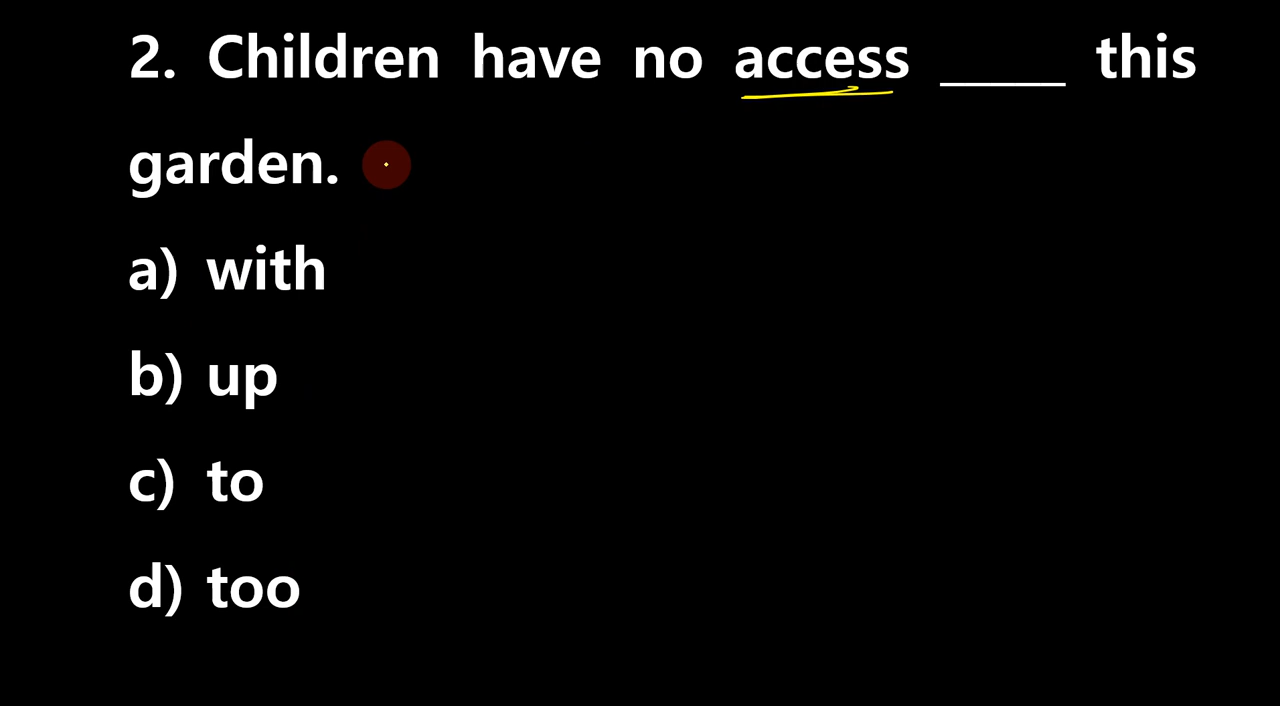 2. Children have no access _____ this
garden.
a) with
b) up
c) to
d) too